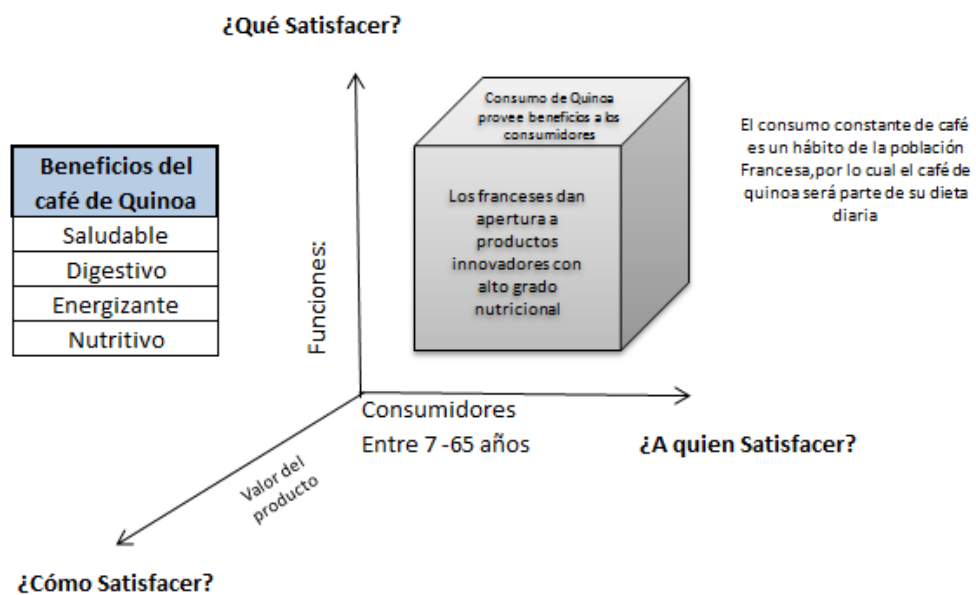 ¿Qué Satisfacer?
Beneficios del
café de Quinoa
Saludable
Digestivo
Energizante
Nutritivo
Funciones:
Consumo de Quinoa
provee beneficios a los
consumidores
Los franceses dan
apertura a
productos
innovadores con
alto grado
nutricional
El consumo constante de café
es un hábito de la población
Francesa,por lo cual el café de
quinoa será parte de su dieta
diaria
Consumidores
Entre 7 -65 años
¿A quien Satisfacer?
Valor del
producto
¿Cómo Satisfacer?